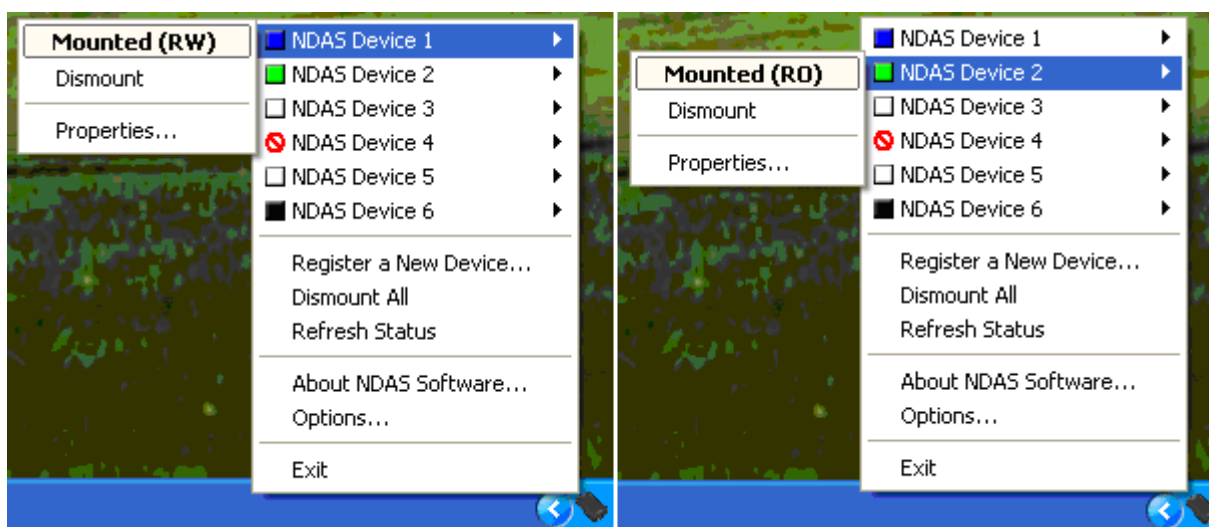 Mounted (RW)
Dismount
Properties...
NDAS Device 1
NDAS Device 2
NDAS Device 3
NDAS Device 4
NDAS Device 5
NDAS Device 6
Register a New Device...
Dismount All
Refresh Status
About NDAS Software...
Options...
Exit
Mounted (RO)
Dismount
Properties...
NDAS Device 1
NDAS Device 2
NDAS Device 3
NDAS Device 4
NDAS Device 5
NDAS Device 6
Register a New Device...
Dismount All
Refresh Status
About NDAS Software...
Options...
Exit